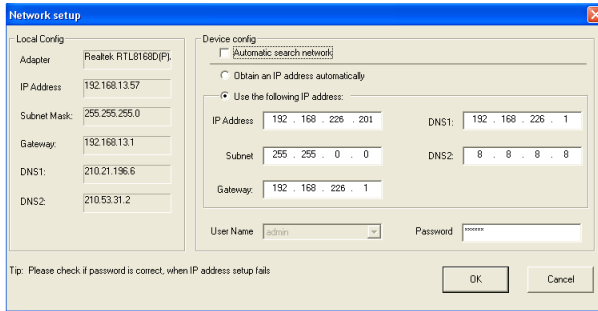 Network setup
Local Config
Adapter Realtek RTL8168D(P).
IP Address 192.168.13.57
Subnet Mask: 255.255.255.0
Gateway: 192.168.13.1
DNS1: 210.21.196.6
DNS2: 210.53.31.2
Device config
Automatic search network
Obtain an IP address automatically
Use the following IP address:
IP Address 192 . 168 . 226 . 201 DNS1: 192 . 168 . 226 . 1
Subnet 255 . 255 . 0 . 0 DNS2: 8 . 8 . 8 . 8
Gateway: 192 . 168 . 226 . 1
User Name admin Password ******
Tip: Please check if password is correct, when IP address setup fails
OK Cancel